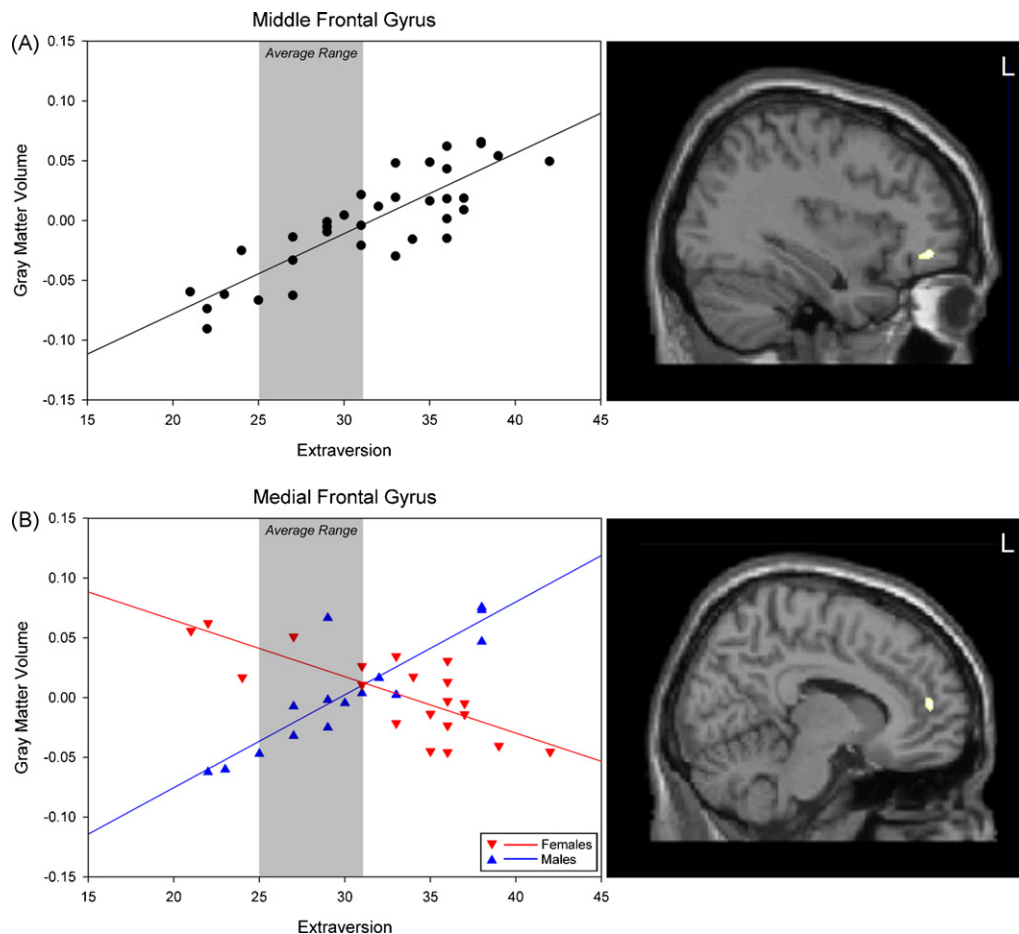 Middle Frontal Gyrus
(A)
L
Average Range
0.15
0.10
0.05
0.00
-0.05
-0.10
-0.15
Gray Matter Volume
15 20 25 30 35 40 45
Extraversion
Medial Frontal Gyrus
(B)
L
Average Range
0.15
0.10
0.05
0.00
-0.05
0.10
-0.15
Gray Matter Volume
Females
Males
15 20 25 30 35 40 45
Extraversion